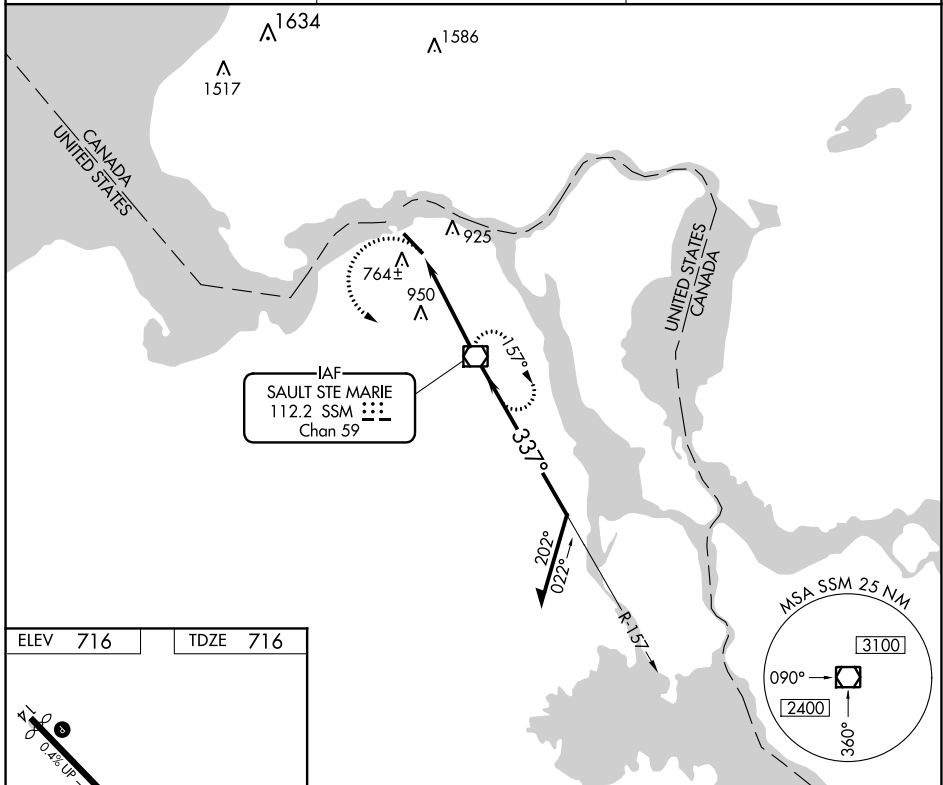 1634
1586
1517
CANADA
UNITED STATES
925
764±
950
UNITED STATES
CANADA
157°
IAF
SAULT STE MARIE
112.2 SSM
Chan 59
337°
202°
022°
R-157
MSA SSM 25 NM
3100
090°
2400
360°
ELEV 716
TDZE 716
14
P
0.4% UP